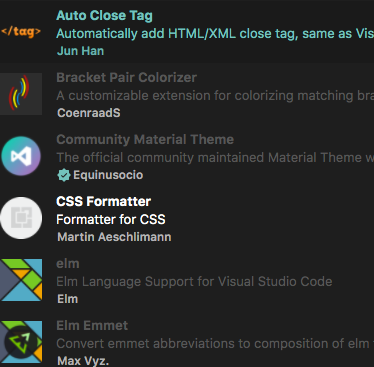 </tag>
Auto Close Tag
Automatically add HTML/XML close tag, same as Vis
Jun Han
Bracket Pair Colorizer
A customizable extension for colorizing matching bra
CoenraadS
Community Material Theme
The official community maintained Material Theme w
Equinusocio
CSS Formatter
Formatter for CSS
Martin Aeschlimann
elm
Elm Language Support for Visual Studio Code
Elm
Elm Emmet
Convert emmet abbreviations to composition of elm
Max Vyz.